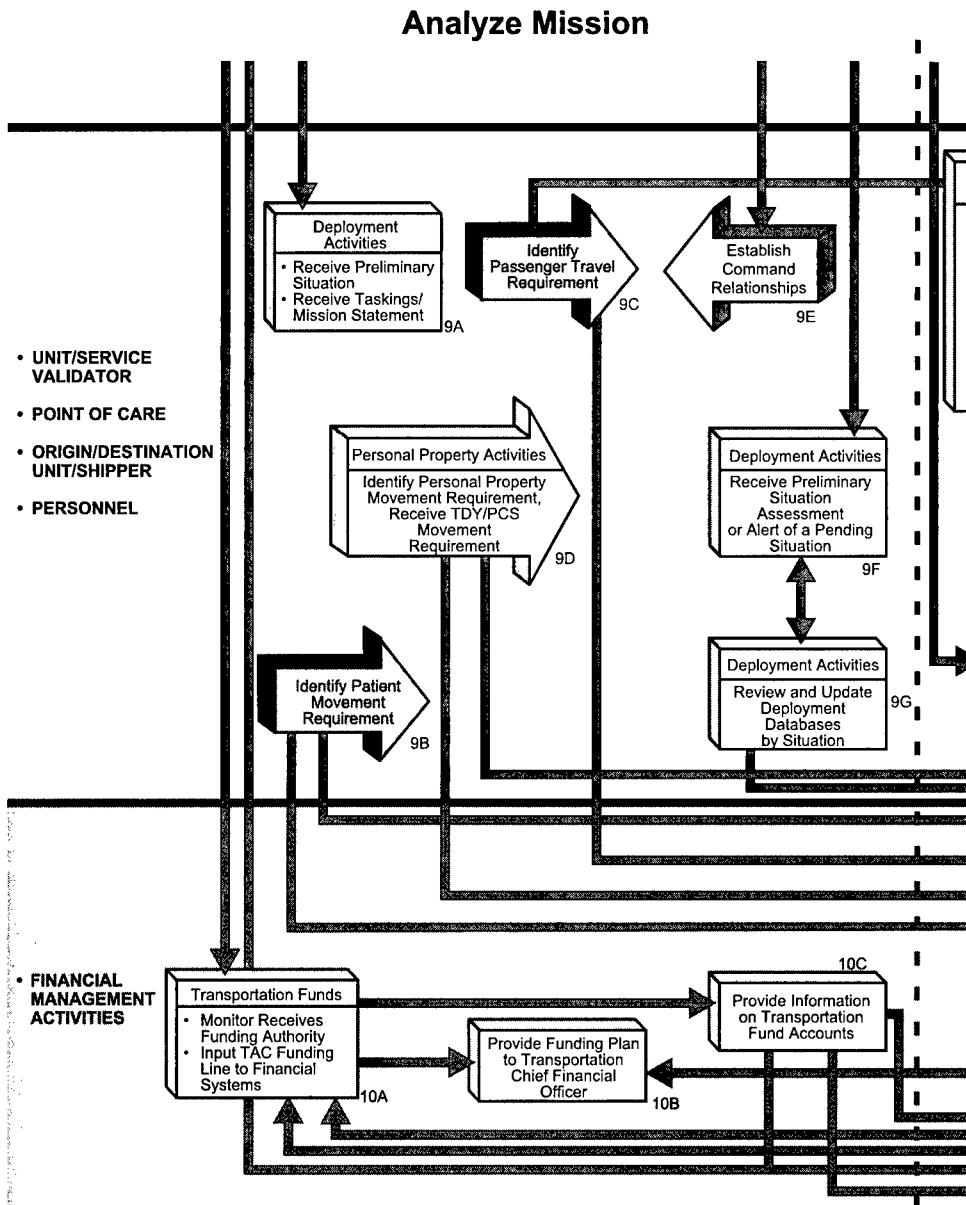 Analyze Mission
Deployment
Activities
• Receive Preliminary
Situation
• Receive Taskings/
Mission Statement
9A
Identify
Passenger Travel
Requirement
9C
Establish
Command
Relationships
9E
• UNIT/SERVICE
VALIDATOR
• POINT OF CARE
• ORIGIN/DESTINATION
UNIT/SHIPPER
• PERSONNEL
Personal Property Activities
Identify Personal Property
Movement Requirement,
Receive TDY/PCS
Movement
Requirement
9D
Deployment Activities
Receive Preliminary
Situation
Assessment
or Alert of a Pending
Situation
9F
Identify Patient
Movement
Requirement
9B
Deployment Activities
Review and Update
Deployment
Databases
by Situation
9G
• FINANCIAL
MANAGEMENT
ACTIVITIES
Transportation Funds
• Monitor Receives
Funding Authority
• Input TAC Funding
Line to Financial
Systems
10A
Provide Funding Plan
to Transportation
Chief Financial
Officer
10B
10C
Provide Information
on Transportation
Fund Accounts